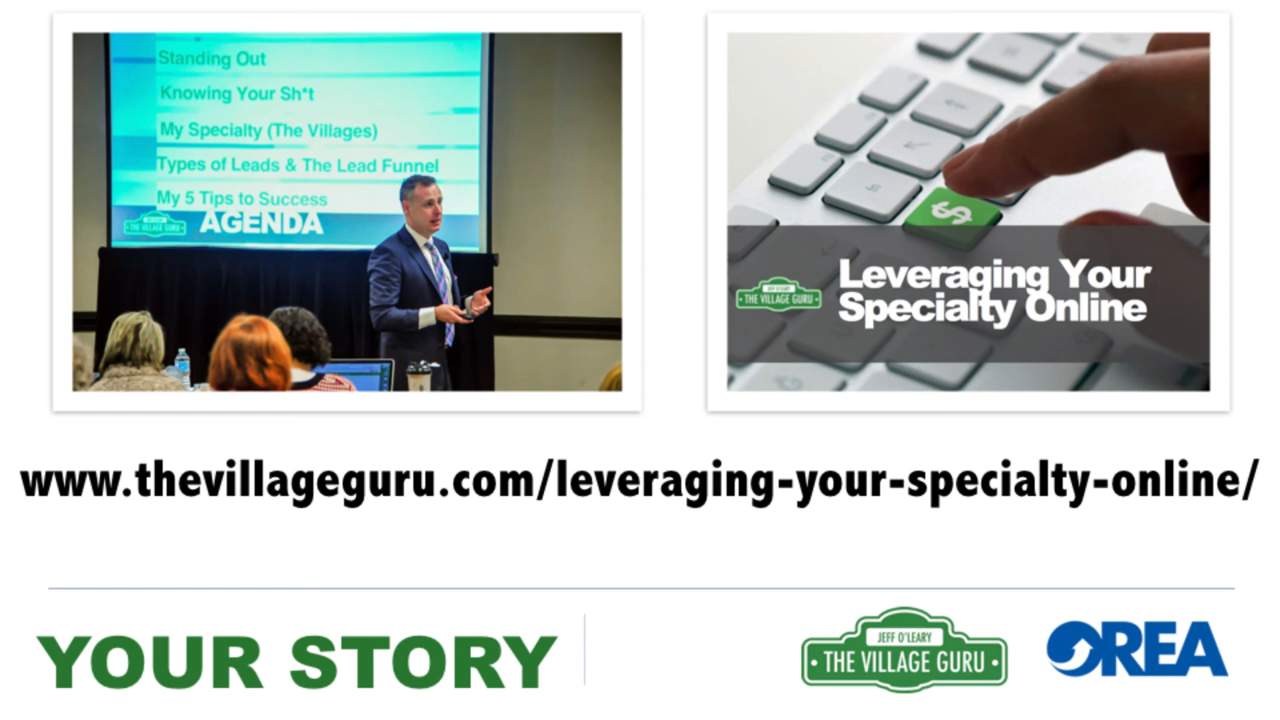 Standing Out
Knowing Your Sh*t
My Specialty (The Villages)
Types of Leads & The Lead Funnel
My 5 Tips to Success
THE VILLAGE GURU
AGENDA
Leveraging Your
Specialty Online
JEFF O'LEARY
• THE VILLAGE GURU •
www.thevillageguru.com/leveraging-your-specialty-online/
YOUR STORY
JEFF O'LEARY
• THE VILLAGE GURU •
OREA